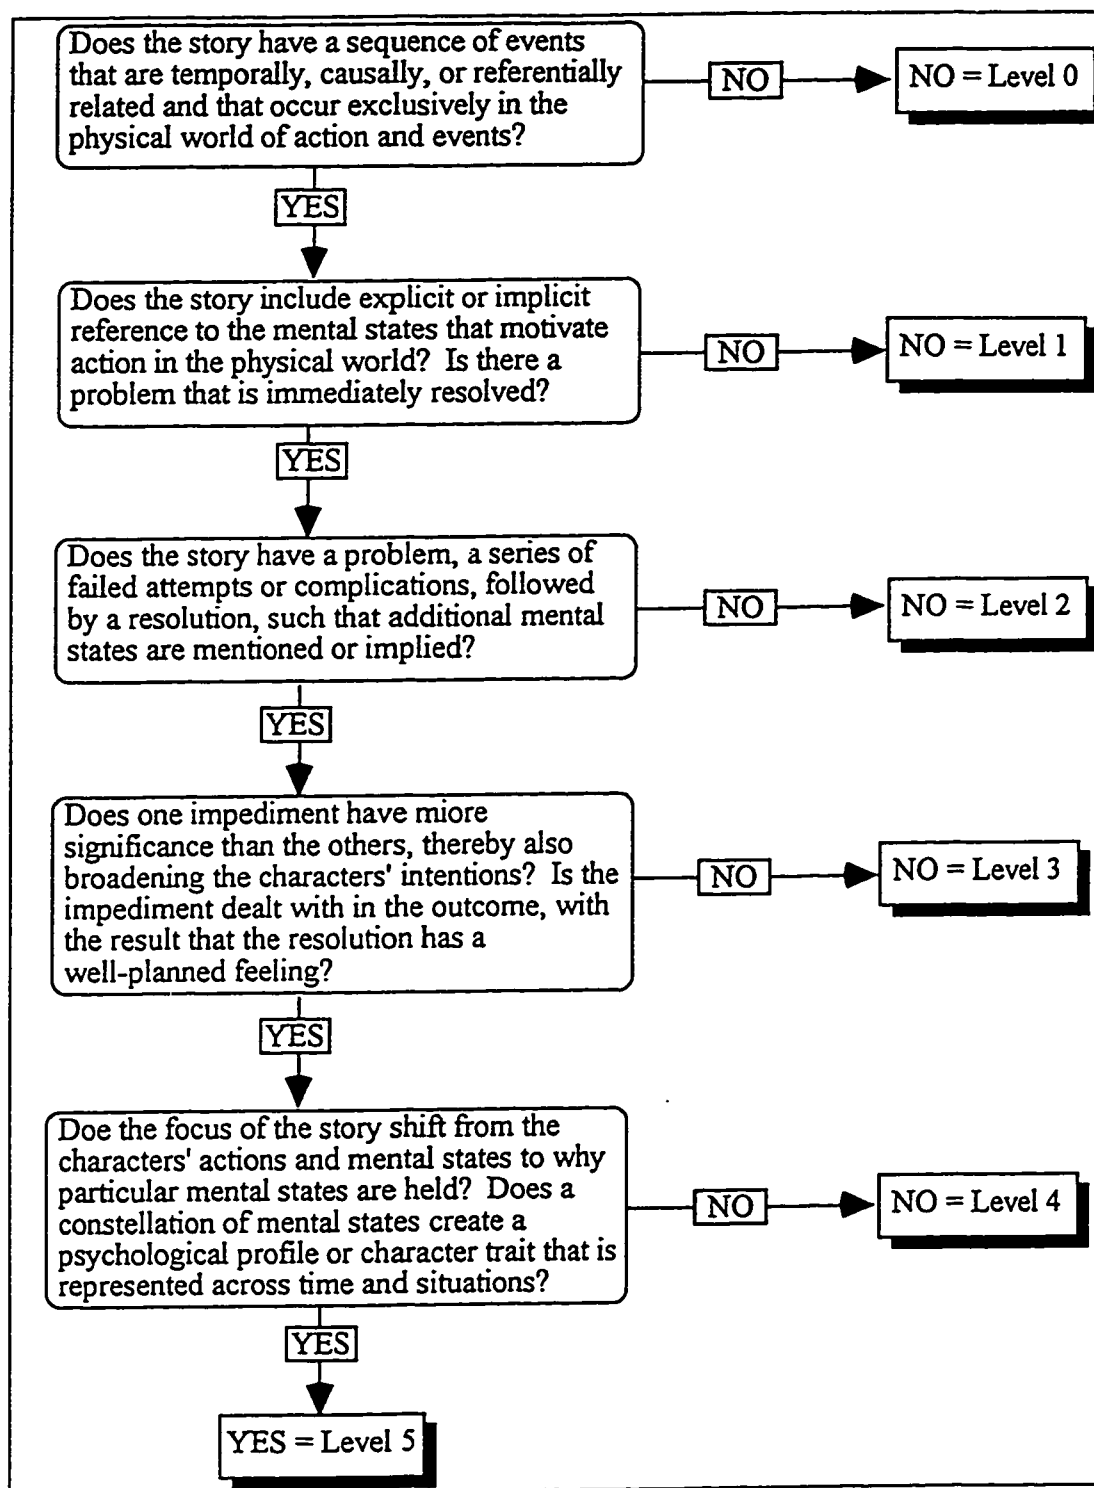 Does the story have a sequence of events
that are temporally, causally, or referentially
related and that occur exclusively in the
physical world of action and events?
NO
NO = Level 0
YES
Does the story include explicit or implicit
reference to the mental states that motivate
action in the physical world? Is there a
problem that is immediately resolved?
NO
NO = Level 1
YES
Does the story have a problem, a series of
failed attempts or complications, followed
by a resolution, such that additional mental
states are mentioned or implied?
NO
NO = Level 2
YES
Does one impediment have miore
significance than the others, thereby also
broadening the characters' intentions? Is the
impediment dealt with in the outcome, with
the result that the resolution has a
well-planned feeling?
NO
NO = Level 3
YES
Doe the focus of the story shift from the
characters' actions and mental states to why
particular mental states are held? Does a
constellation of mental states create a
psychological profile or character trait that is
represented across time and situations?
NO
NO = Level 4
YES
YES = Level 5